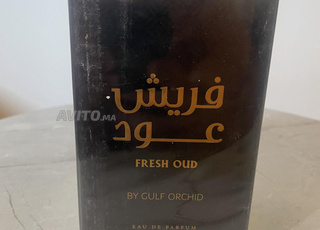 فريش
عود
FRESH OUD
BY GULF ORCHID
EAU DE PARFUM
AVITO.MA